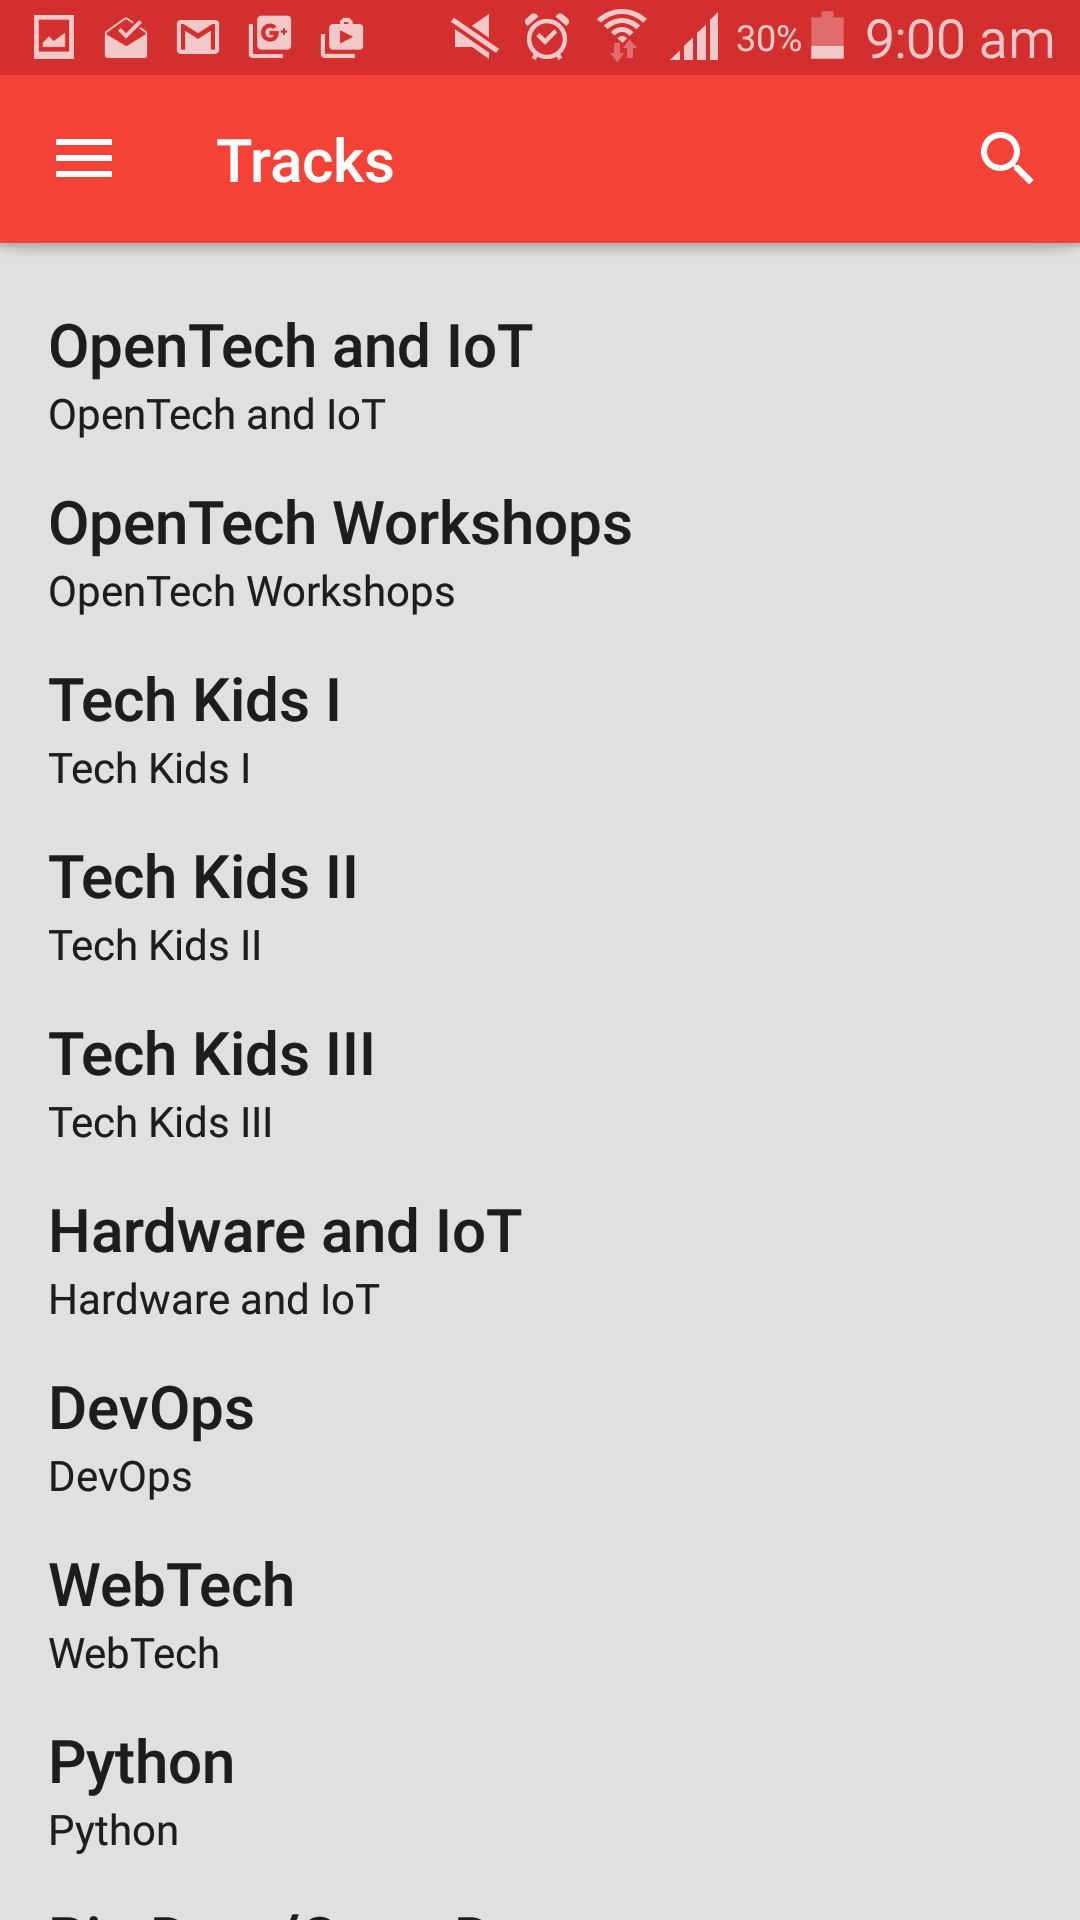 30% 9:00 am
Tracks
OpenTech and IoT
OpenTech and IoT
OpenTech Workshops
OpenTech Workshops
Tech Kids I
Tech Kids I
Tech Kids II
Tech Kids II
Tech Kids III
Tech Kids III
Hardware and IoT
Hardware and IoT
DevOps
DevOps
WebTech
WebTech
Python
Python